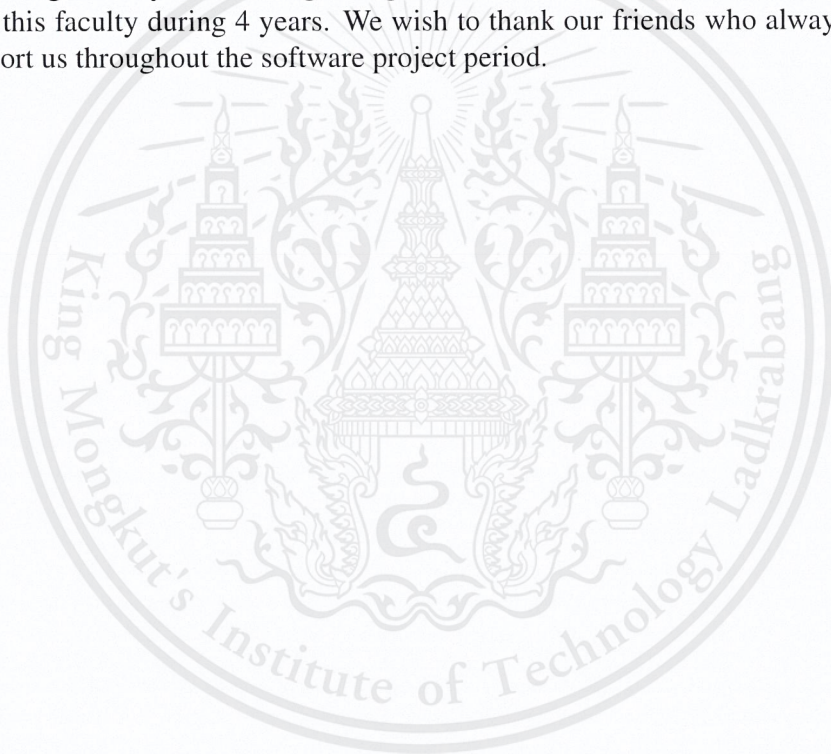 this faculty during 4 years. We wish to thank our friends who alway
ort us throughout the software project period.
King Mongkut's Institute of Technology Ladkrabang